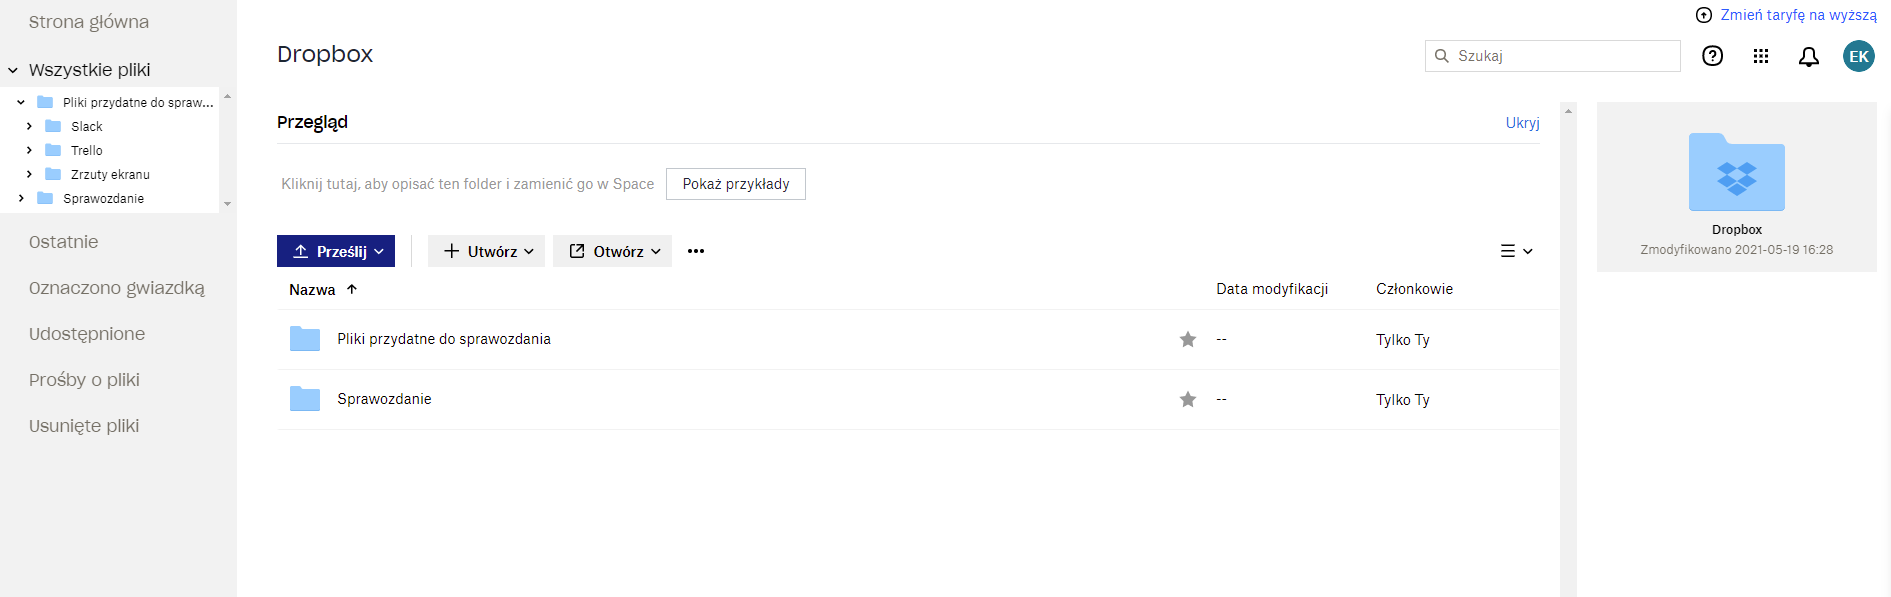 Strona główna
Wszystkie pliki
Pliki przydatne do spraw...
Slack
Trello
Zrzuty ekranu
Sprawozdanie
Ostatnie
Oznaczono gwiazdką
Udostępnione
Prośby o pliki
Usunięte pliki
Zmień taryfę na wyższą
Dropbox
Szukaj
EK
Przegląd
Ukryj
Kliknij tutaj, aby opisać ten folder i zamienić go w Space
Pokaż przykłady
Prześlij
Utwórz
Otwórz
Nazwa
Data modyfikacji
Członkowie
Pliki przydatne do sprawozdania
--
Tylko Ty
Sprawozdanie
--
Tylko Ty
Dropbox
Zmodyfikowano 2021-05-19 16:28